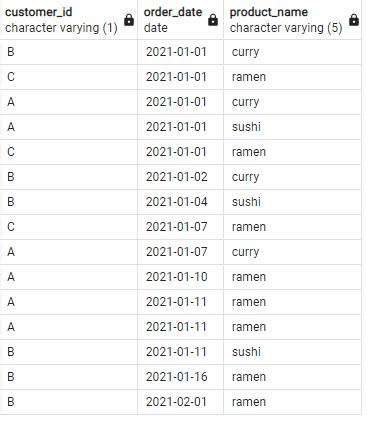 customer_id order_date product_name
character varying (1) date character varying (5)
B 2021-01-01 curry
C 2021-01-01 ramen
A 2021-01-01 curry
A 2021-01-01 sushi
C 2021-01-01 ramen
B 2021-01-02 curry
B 2021-01-04 sushi
C 2021-01-07 ramen
A 2021-01-07 curry
A 2021-01-10 ramen
A 2021-01-11 ramen
A 2021-01-11 ramen
B 2021-01-11 sushi
B 2021-01-16 ramen
B 2021-02-01 ramen